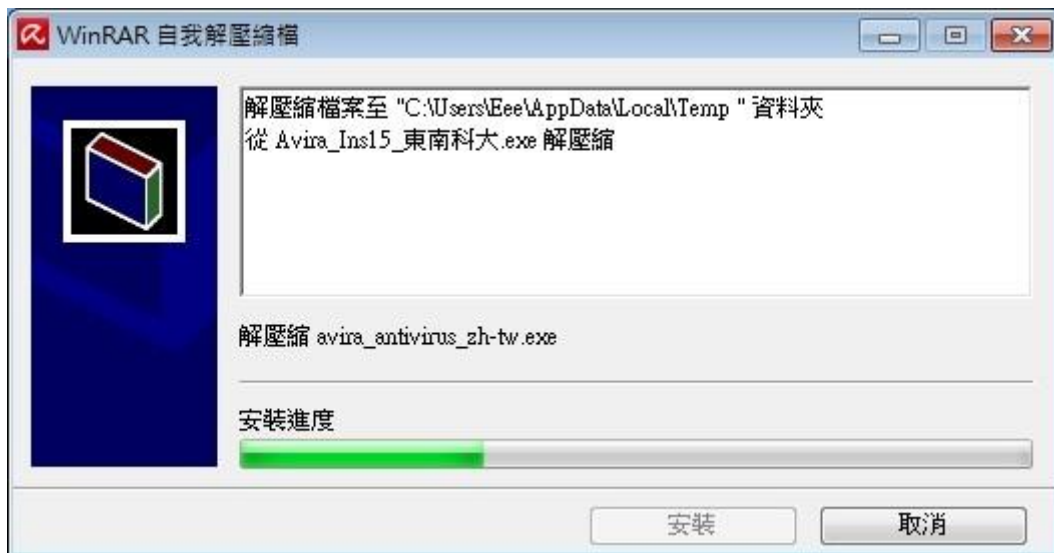 WinRAR 自我解壓縮檔
解壓縮檔案至 "C:\Users\Eee\AppData\Local\Temp " 資料夾
從 Avira_Ins15_東南科大.exe 解壓縮
解壓縮 avira_antivirus_zh-tw.exe
安裝進度
安裝
取消